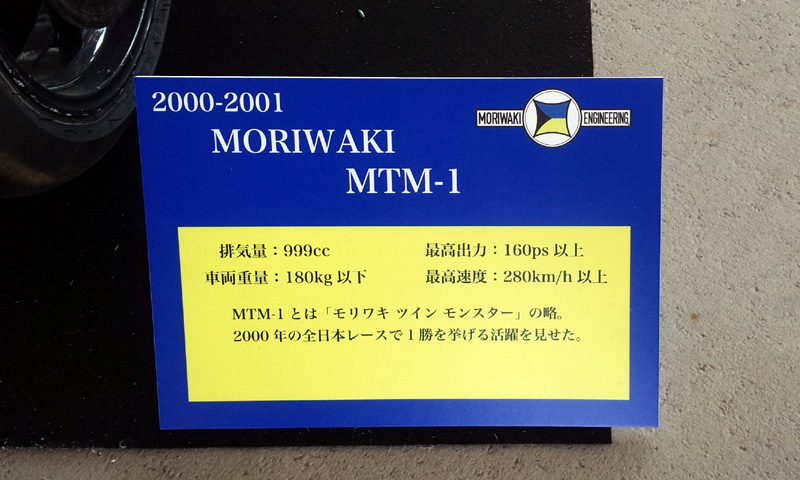 2000-2001
MORIWAKI ENGINEERING
MORIWAKI
MTM-1
排気量：999cc 最高出力：160ps 以上
車両重量：180kg 以下 最高速度：280km/h 以上
MTM-1 とは「モリワキ ツイン モンスター」の略。
2000 年の全日本レースで 1 勝を挙げる活躍を見せた。